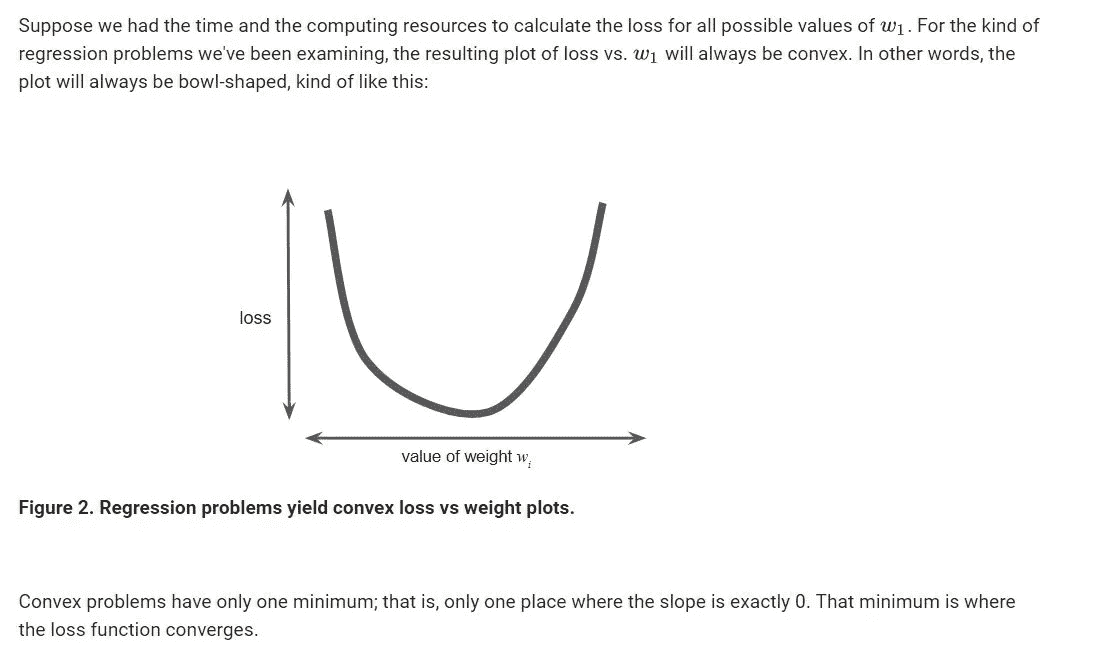 Suppose we had the time and the computing resources to calculate the loss for all possible values of w₁. For the kind of
regression problems we've been examining, the resulting plot of loss vs. w₁ will always be convex. In other words, the
plot will always be bowl-shaped, kind of like this:
loss
value of weight wᵢ
Figure 2. Regression problems yield convex loss vs weight plots.
Convex problems have only one minimum; that is, only one place where the slope is exactly 0. That minimum is where
the loss function converges.